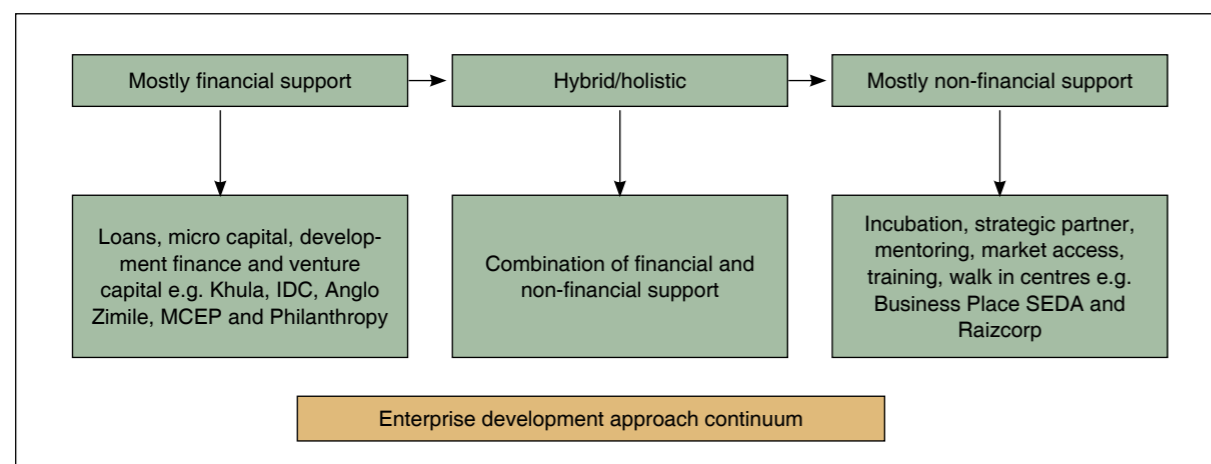 Mostly financial support
Hybrid/holistic
Mostly non-financial support
Loans, micro capital, develop-
ment finance and venture
capital e.g. Khula, IDC, Anglo
Zimile, MCEP and Philanthropy
Combination of financial and
non-financial support
Incubation, strategic partner,
mentoring, market access,
training, walk in centres e.g.
Business Place SEDA and
Raizcorp
Enterprise development approach continuum